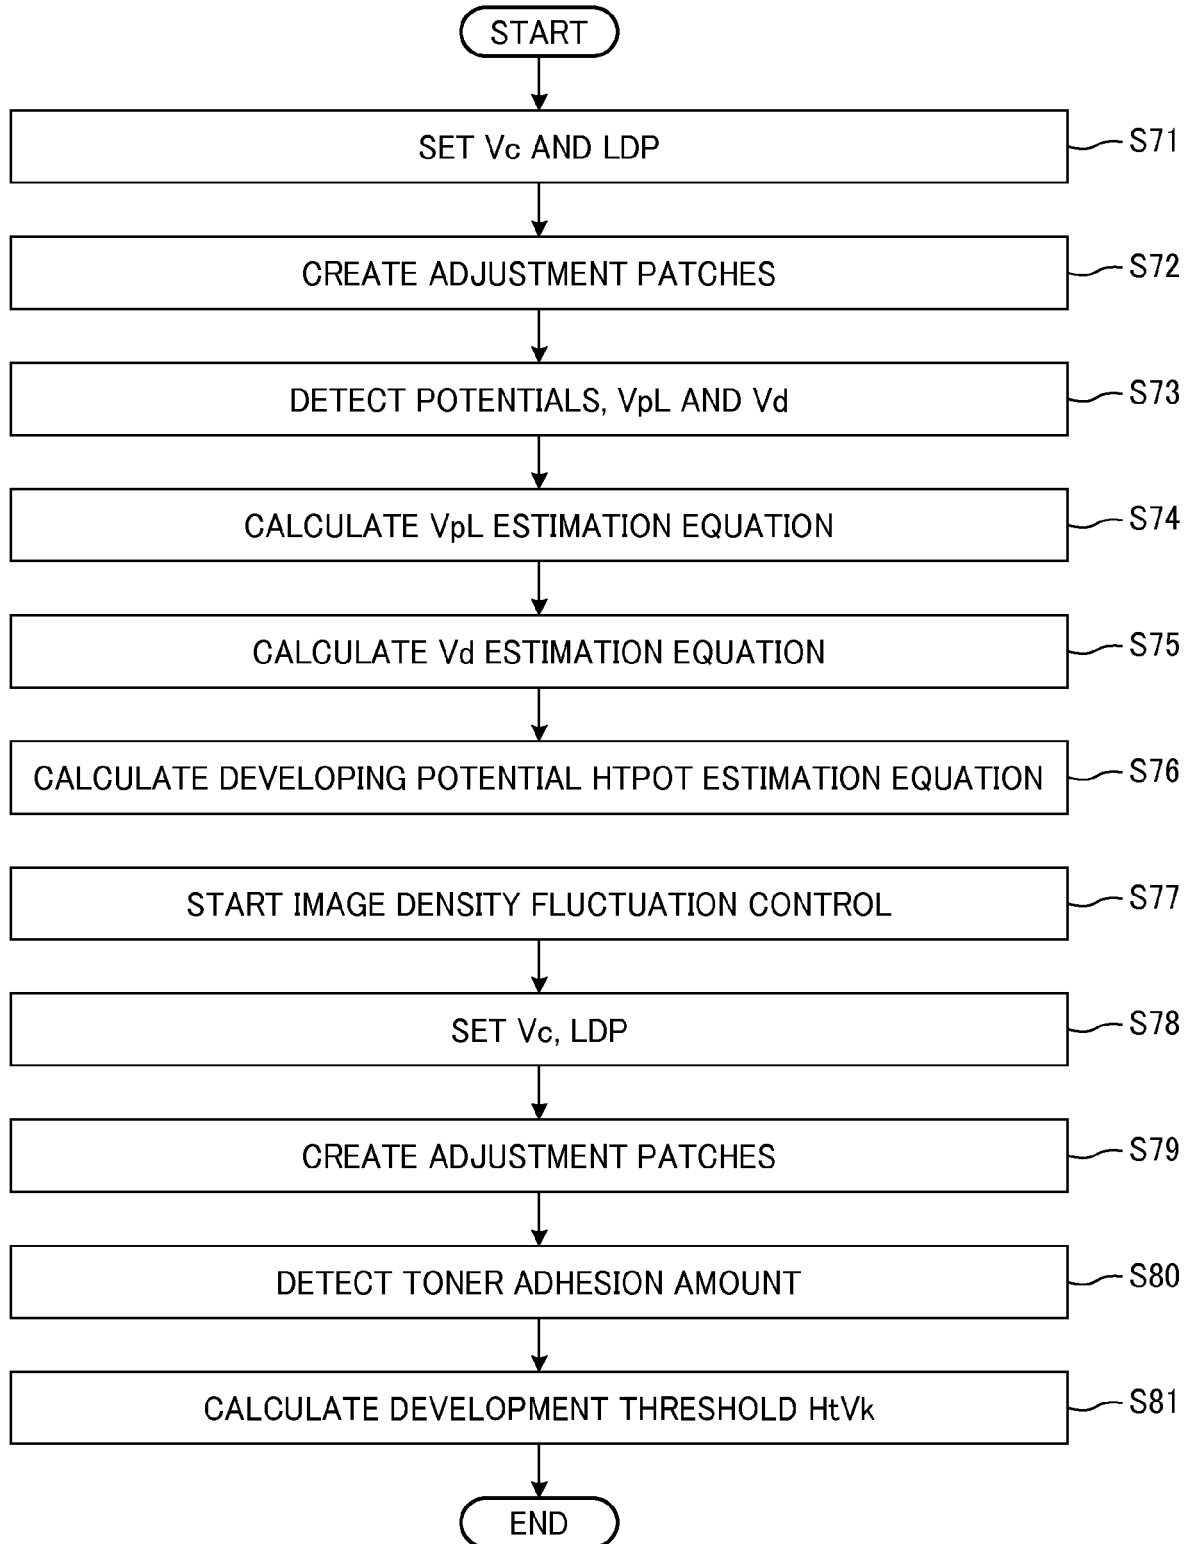 START
SET Vc AND LDP
S71
CREATE ADJUSTMENT PATCHES
S72
DETECT POTENTIALS, VpL AND Vd
S73
CALCULATE VpL ESTIMATION EQUATION
S74
CALCULATE Vd ESTIMATION EQUATION
S75
CALCULATE DEVELOPING POTENTIAL HTPOT ESTIMATION EQUATION
S76
START IMAGE DENSITY FLUCTUATION CONTROL
S77
SET Vc, LDP
S78
CREATE ADJUSTMENT PATCHES
S79
DETECT TONER ADHESION AMOUNT
S80
CALCULATE DEVELOPMENT THRESHOLD HtVk
S81
END